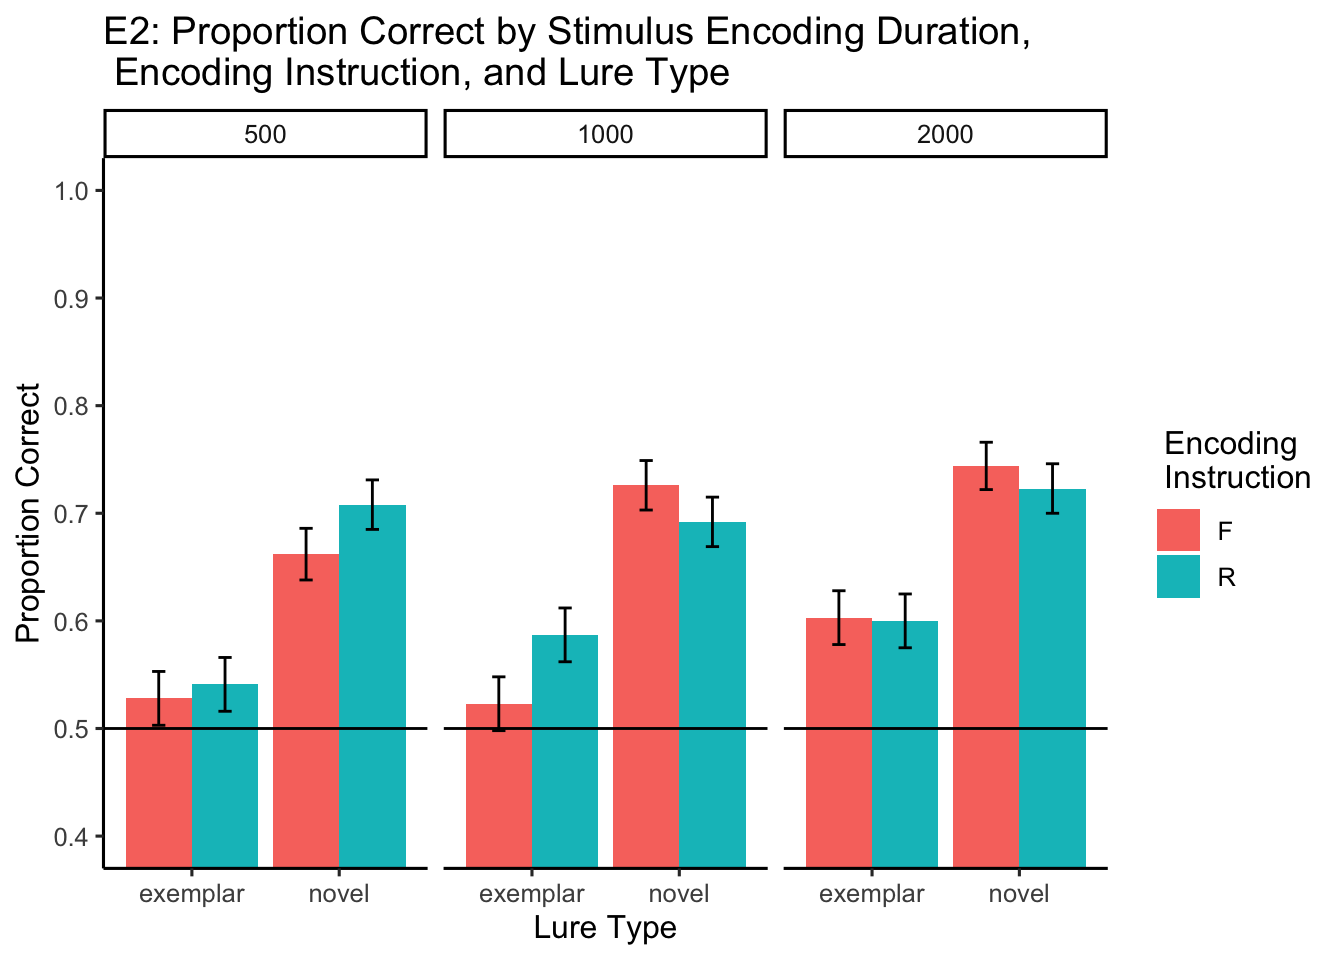 E2: Proportion Correct by Stimulus Encoding Duration,
Encoding Instruction, and Lure Type
500
1000
2000
1.0
0.9
0.8
0.7
0.6
0.5
0.4
Proportion Correct
exemplar
novel
exemplar
novel
exemplar
novel
Lure Type
Encoding
Instruction
F
R